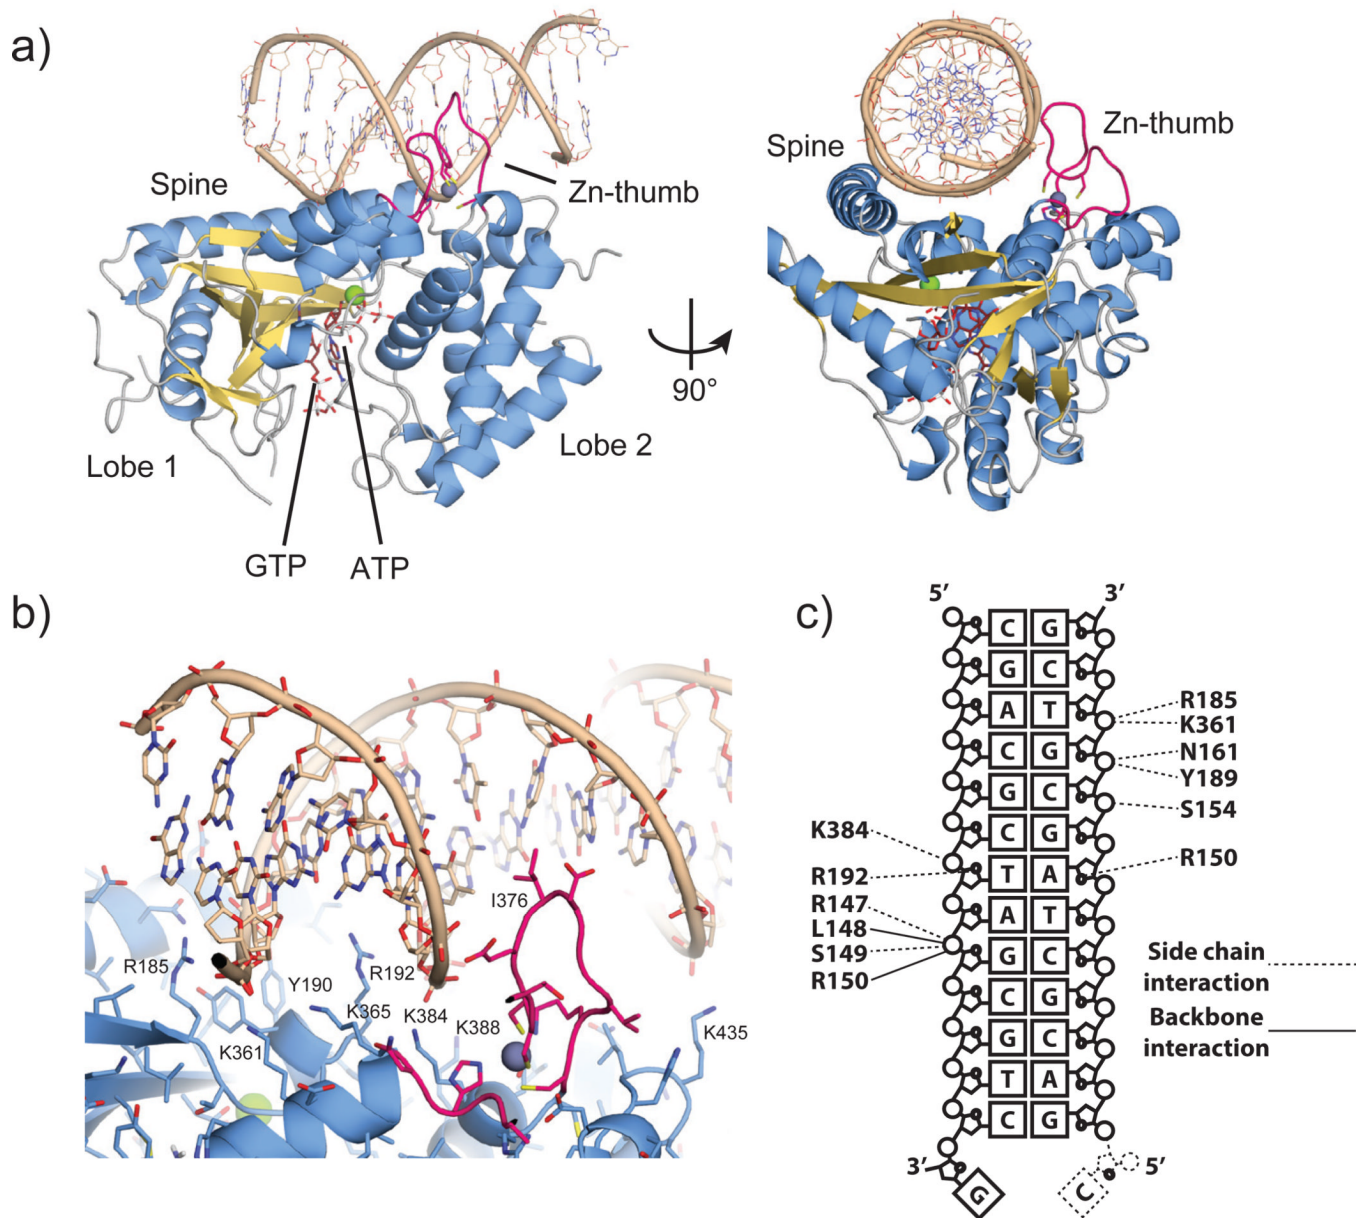 a)
Spine
Zn-thumb
Lobe 1
Lobe 2
GTP
ATP
90°
Spine
Zn-thumb
b)
I376
R185
Y190
R192
K365
K384
K361
K388
K435
c)
5’
3’
C G
G C
A T
R185
K361
C G
N161
Y189
G C
S154
K384
C G
R192
T A
R150
R147
A T
L148
S149
G C
R150
Side chain
interaction
C G
Backbone
interaction
G C
T A
C G
3’
G
C
5’